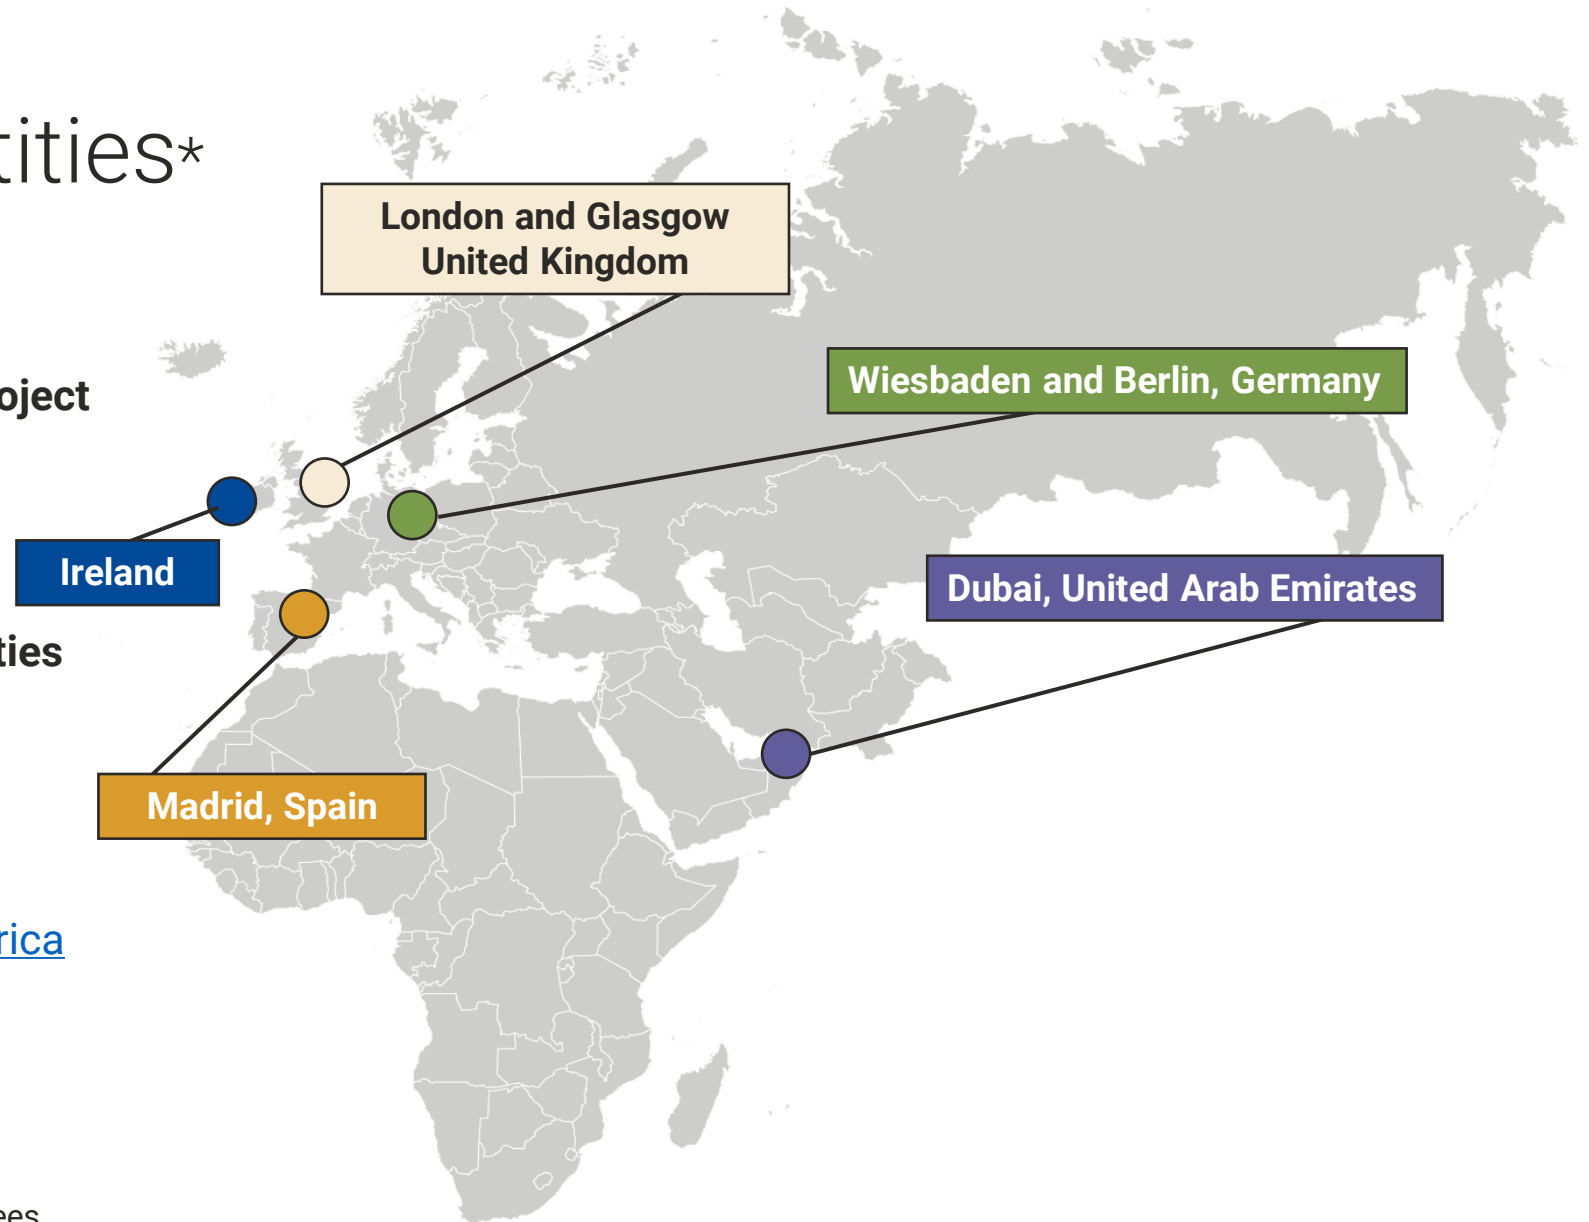 tities*
London and Glasgow
United Kingdom
oject
Wiesbaden and Berlin, Germany
Ireland
Dubai, United Arab Emirates
ties
Madrid, Spain
rica
ees